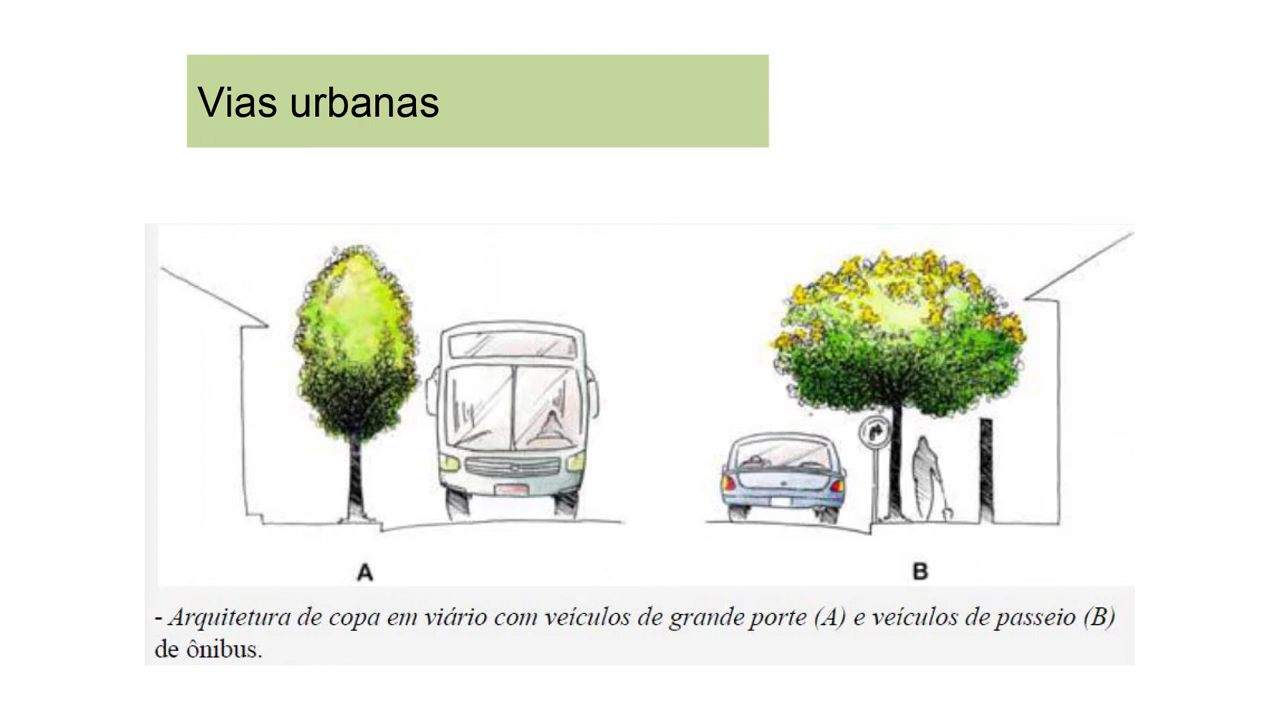 Vias urbanas
A
B
- Arquitetura de copa em viário com veículos de grande porte (A) e veículos de passeio (B)
de ônibus.